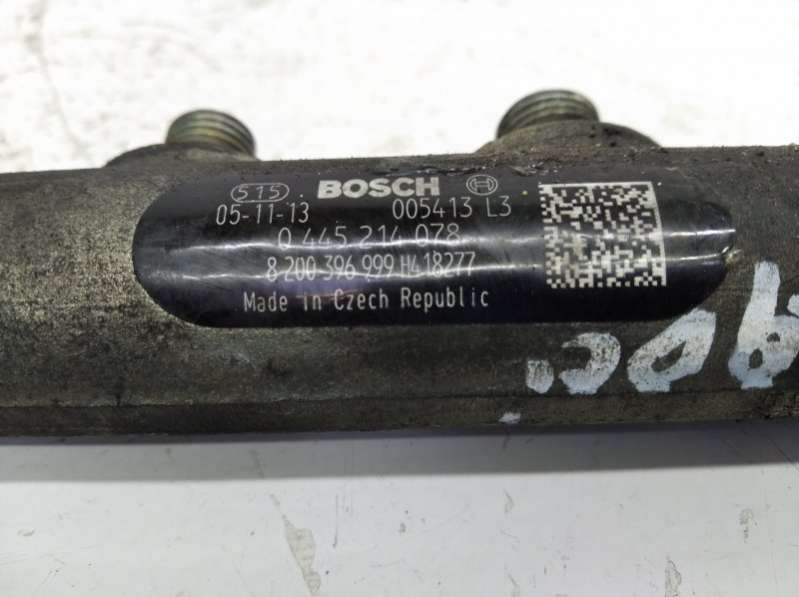 515 BOSCH
05-11-13 005413 L3
0 445 214 078
8 200 396 999 H418277
Made in Czech Republic